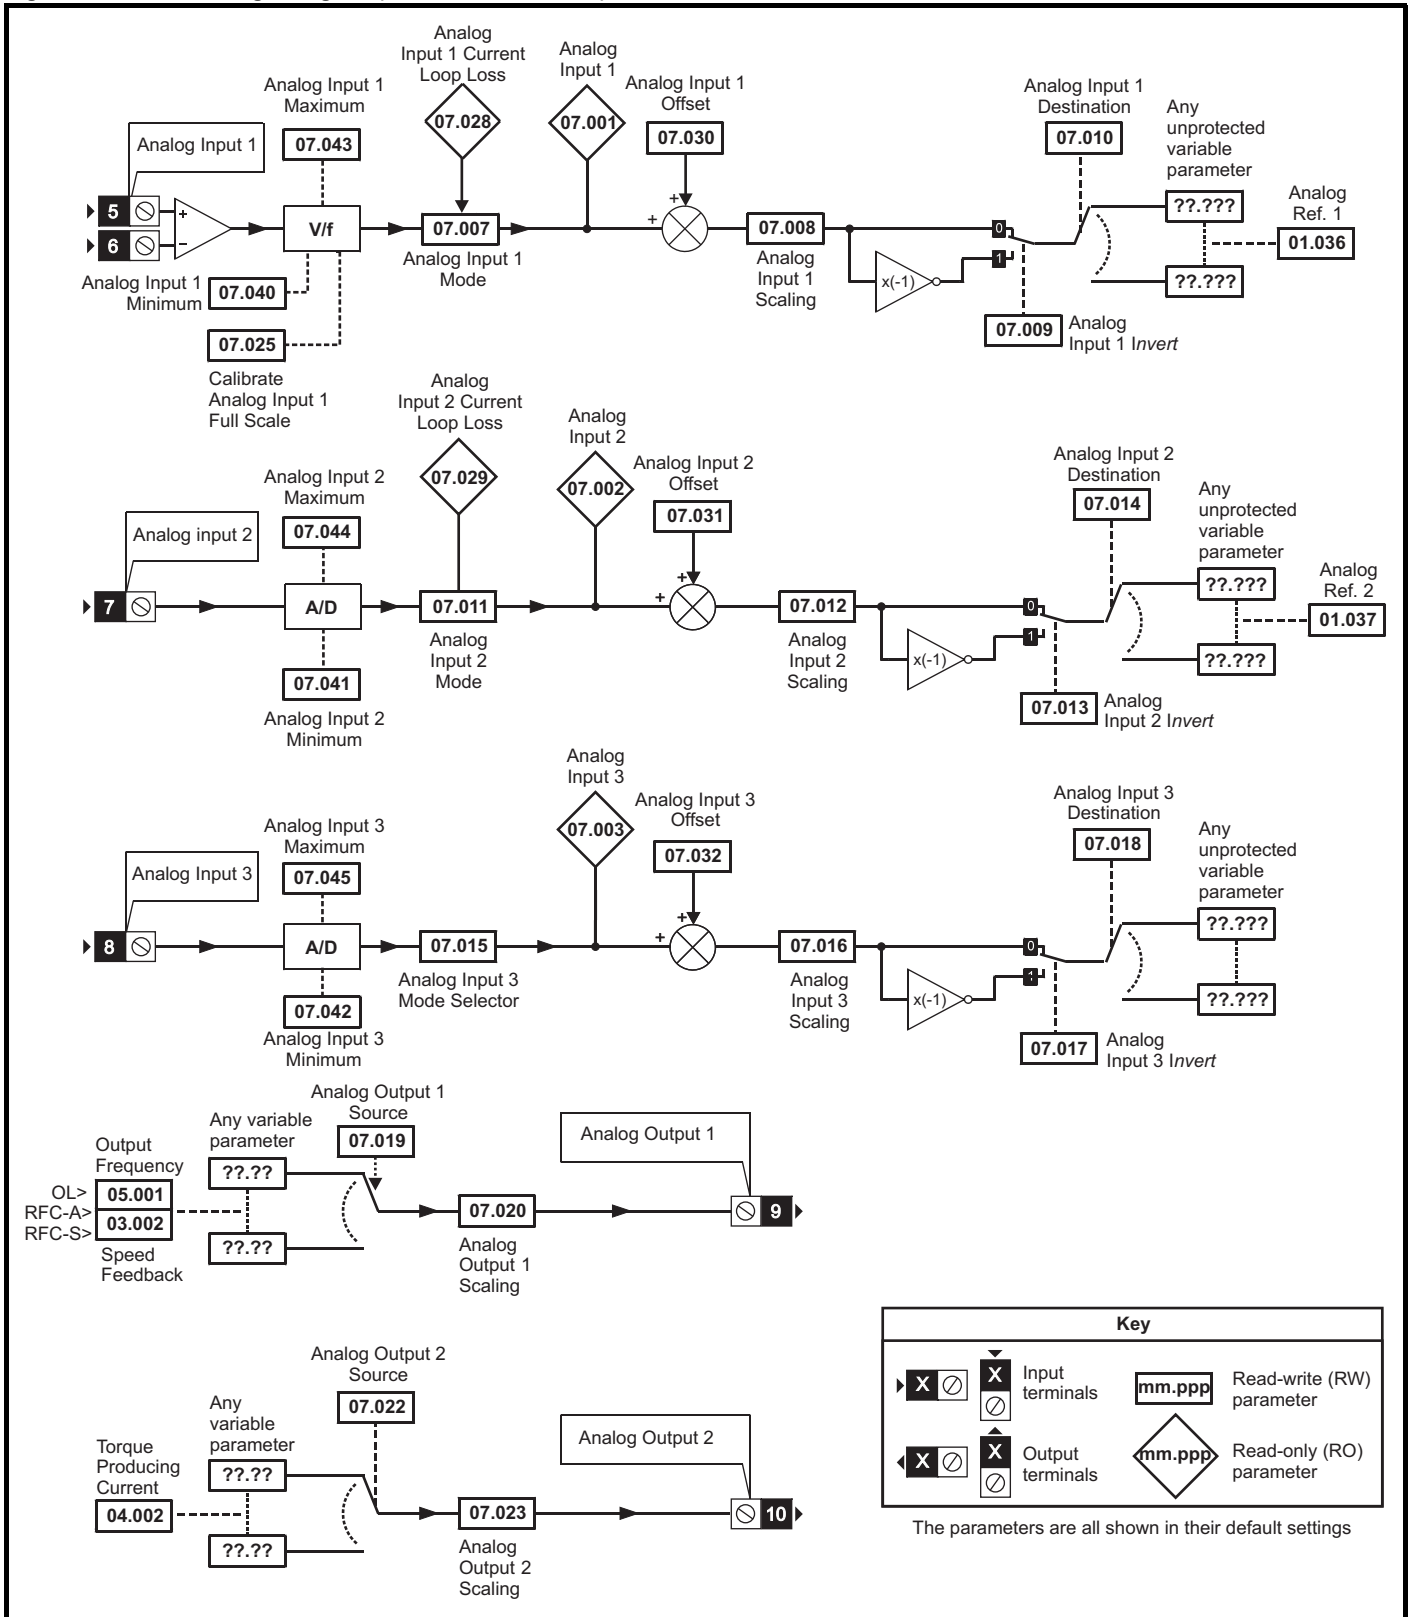 Analog
Input 1 Current
Loop Loss
Analog
Input 1
Analog Input 1
Maximum
Analog Input 1
Offset
Analog Input 1
Destination
Any
unprotected
variable
parameter
Analog Input 1
07.043
07.028
07.001
07.030
07.010
??.???
Analog
Ref. 1
5
+
6
–
V/f
07.007
+
+
07.008
0
1
x(-1)
01.036
Analog Input 1
Mode
Analog
Input 1
Scaling
??.???
Analog Input 1
Minimum
07.040
07.025
07.009
Analog
Input 1 Invert
Calibrate
Analog Input 1
Full Scale
Analog
Input 2 Current
Loop Loss
Analog
Input 2
Analog Input 2
Maximum
Analog Input 2
Offset
Analog Input 2
Destination
Any
unprotected
variable
parameter
Analog input 2
07.044
07.029
07.002
07.031
07.014
??.???
Analog
Ref. 2
7
A/D
07.011
+
+
07.012
0
1
x(-1)
01.037
Analog
Input 2
Mode
Analog
Input 2
Scaling
??.???
07.041
Analog Input 2
Minimum
07.013
Analog
Input 2 Invert
Analog
Input 3
Analog Input 3
Maximum
Analog Input 3
Offset
Analog Input 3
Destination
Any
unprotected
variable
parameter
Analog Input 3
07.045
07.003
07.032
07.018
??.???
8
A/D
07.015
+
+
07.016
0
1
x(-1)
Analog Input 3
Mode Selector
Analog
Input 3
Scaling
??.???
07.042
Analog Input 3
Minimum
07.017
Analog
Input 3 Invert
Analog Output 1
Source
Any variable
parameter
07.019
Analog Output 1
Output
Frequency
??.??
OL>
05.001
RFC-A>
03.002
RFC-S>
07.020
9
Speed
Feedback
??.??
Analog
Output 1
Scaling
Analog Output 2
Source
Any
variable
parameter
07.022
Analog Output 2
Torque
Producing
Current
??.??
04.002
07.023
10
??.??
Analog
Output 2
Scaling
Key
X
X
Input
terminals
mm.ppp
Read-write (RW)
parameter
X
X
Output
terminals
mm.ppp
Read-only (RO)
parameter
The parameters are all shown in their default settings